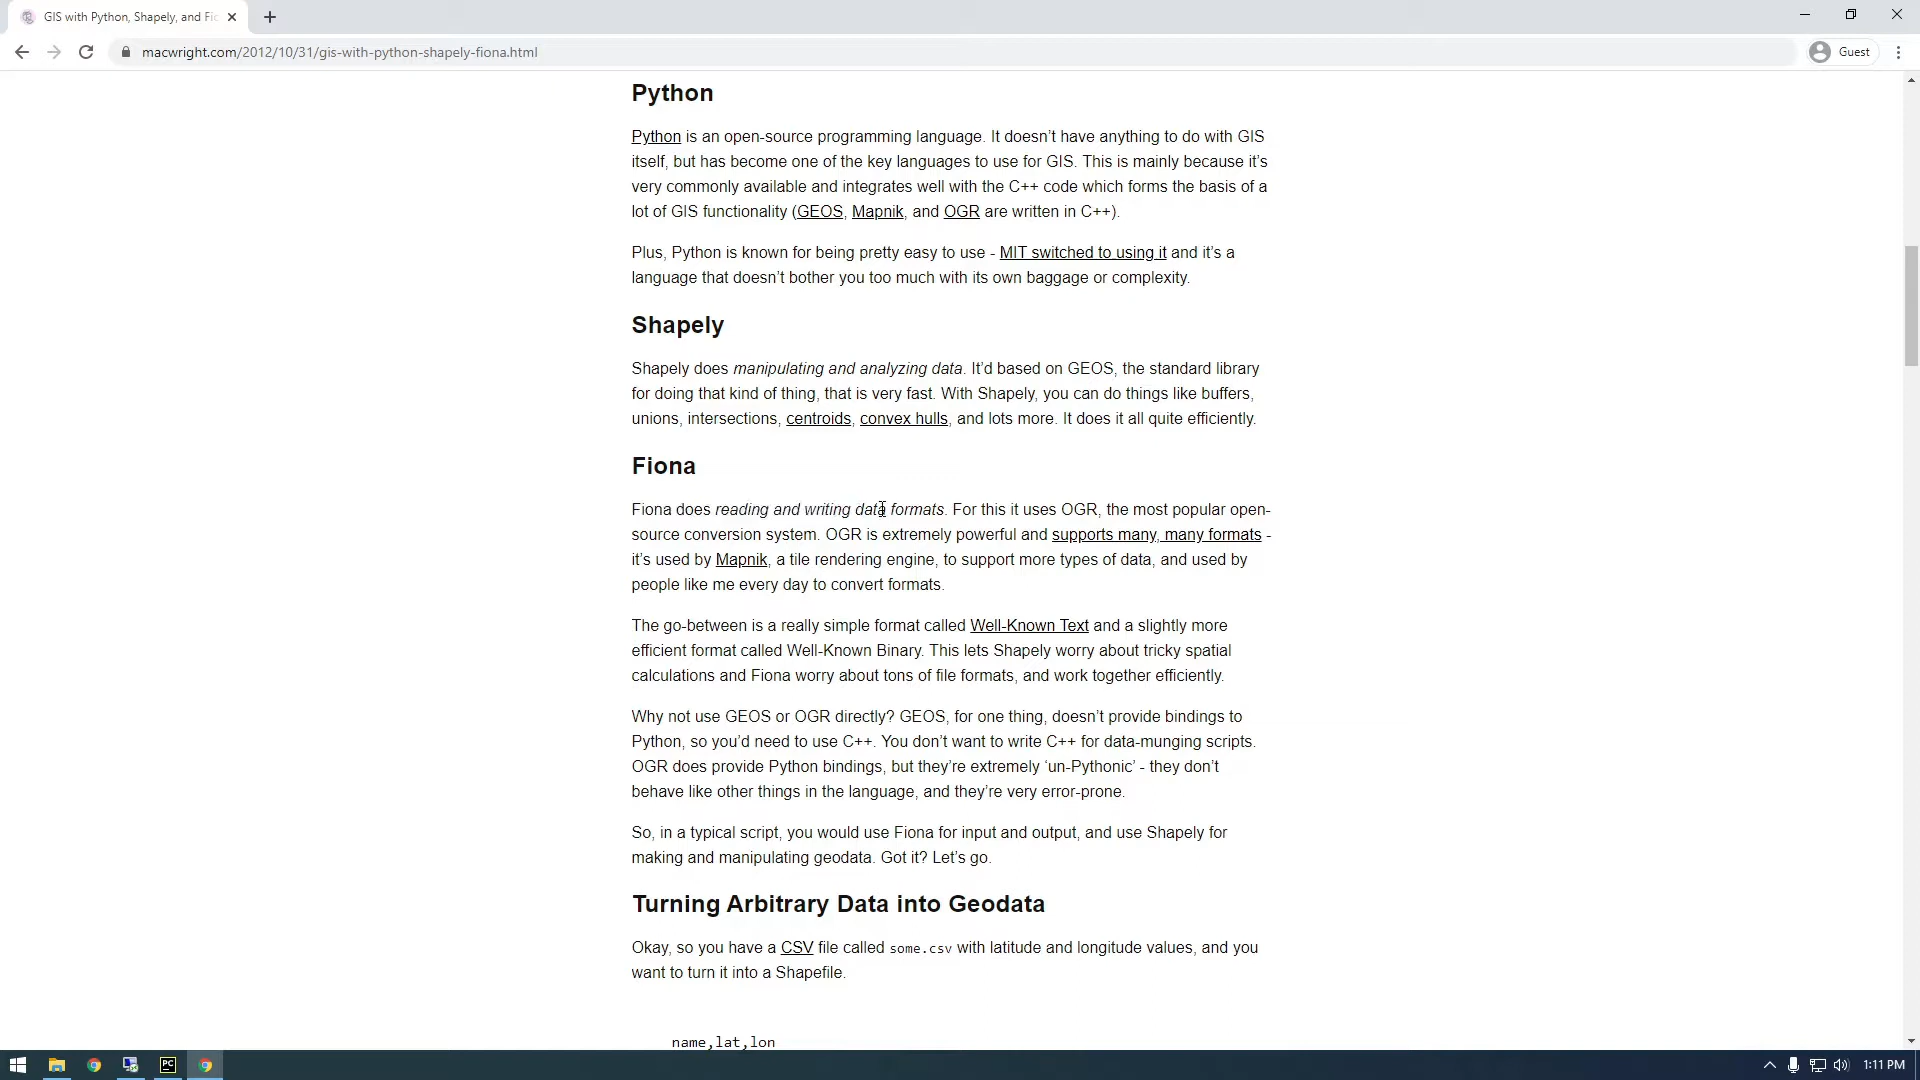 GIS with Python, Shapely, and Fic
macwright.com/2012/10/31/gis-with-python-shapely-fiona.html
Guest
Python
Python is an open-source programming language. It doesn’t have anything to do with GIS
itself, but has become one of the key languages to use for GIS. This is mainly because it’s
very commonly available and integrates well with the C++ code which forms the basis of a
lot of GIS functionality (GEOS, Mapnik, and OGR are written in C++).
Plus, Python is known for being pretty easy to use - MIT switched to using it and it’s a
language that doesn’t bother you too much with its own baggage or complexity.
Shapely
Shapely does manipulating and analyzing data. It’d based on GEOS, the standard library
for doing that kind of thing, that is very fast. With Shapely, you can do things like buffers,
unions, intersections, centroids, convex hulls, and lots more. It does it all quite efficiently.
Fiona
Fiona does reading and writing data formats. For this it uses OGR, the most popular open-
source conversion system. OGR is extremely powerful and supports many, many formats -
it’s used by Mapnik, a tile rendering engine, to support more types of data, and used by
people like me every day to convert formats.
The go-between is a really simple format called Well-Known Text and a slightly more
efficient format called Well-Known Binary. This lets Shapely worry about tricky spatial
calculations and Fiona worry about tons of file formats, and work together efficiently.
Why not use GEOS or OGR directly? GEOS, for one thing, doesn’t provide bindings to
Python, so you’d need to use C++. You don’t want to write C++ for data-munging scripts.
OGR does provide Python bindings, but they’re extremely ‘un-Pythonic’ - they don’t
behave like other things in the language, and they’re very error-prone.
So, in a typical script, you would use Fiona for input and output, and use Shapely for
making and manipulating geodata. Got it? Let’s go.
Turning Arbitrary Data into Geodata
Okay, so you have a CSV file called some.csv with latitude and longitude values, and you
want to turn it into a Shapefile.
name,lat,lon
PC
1:11 PM